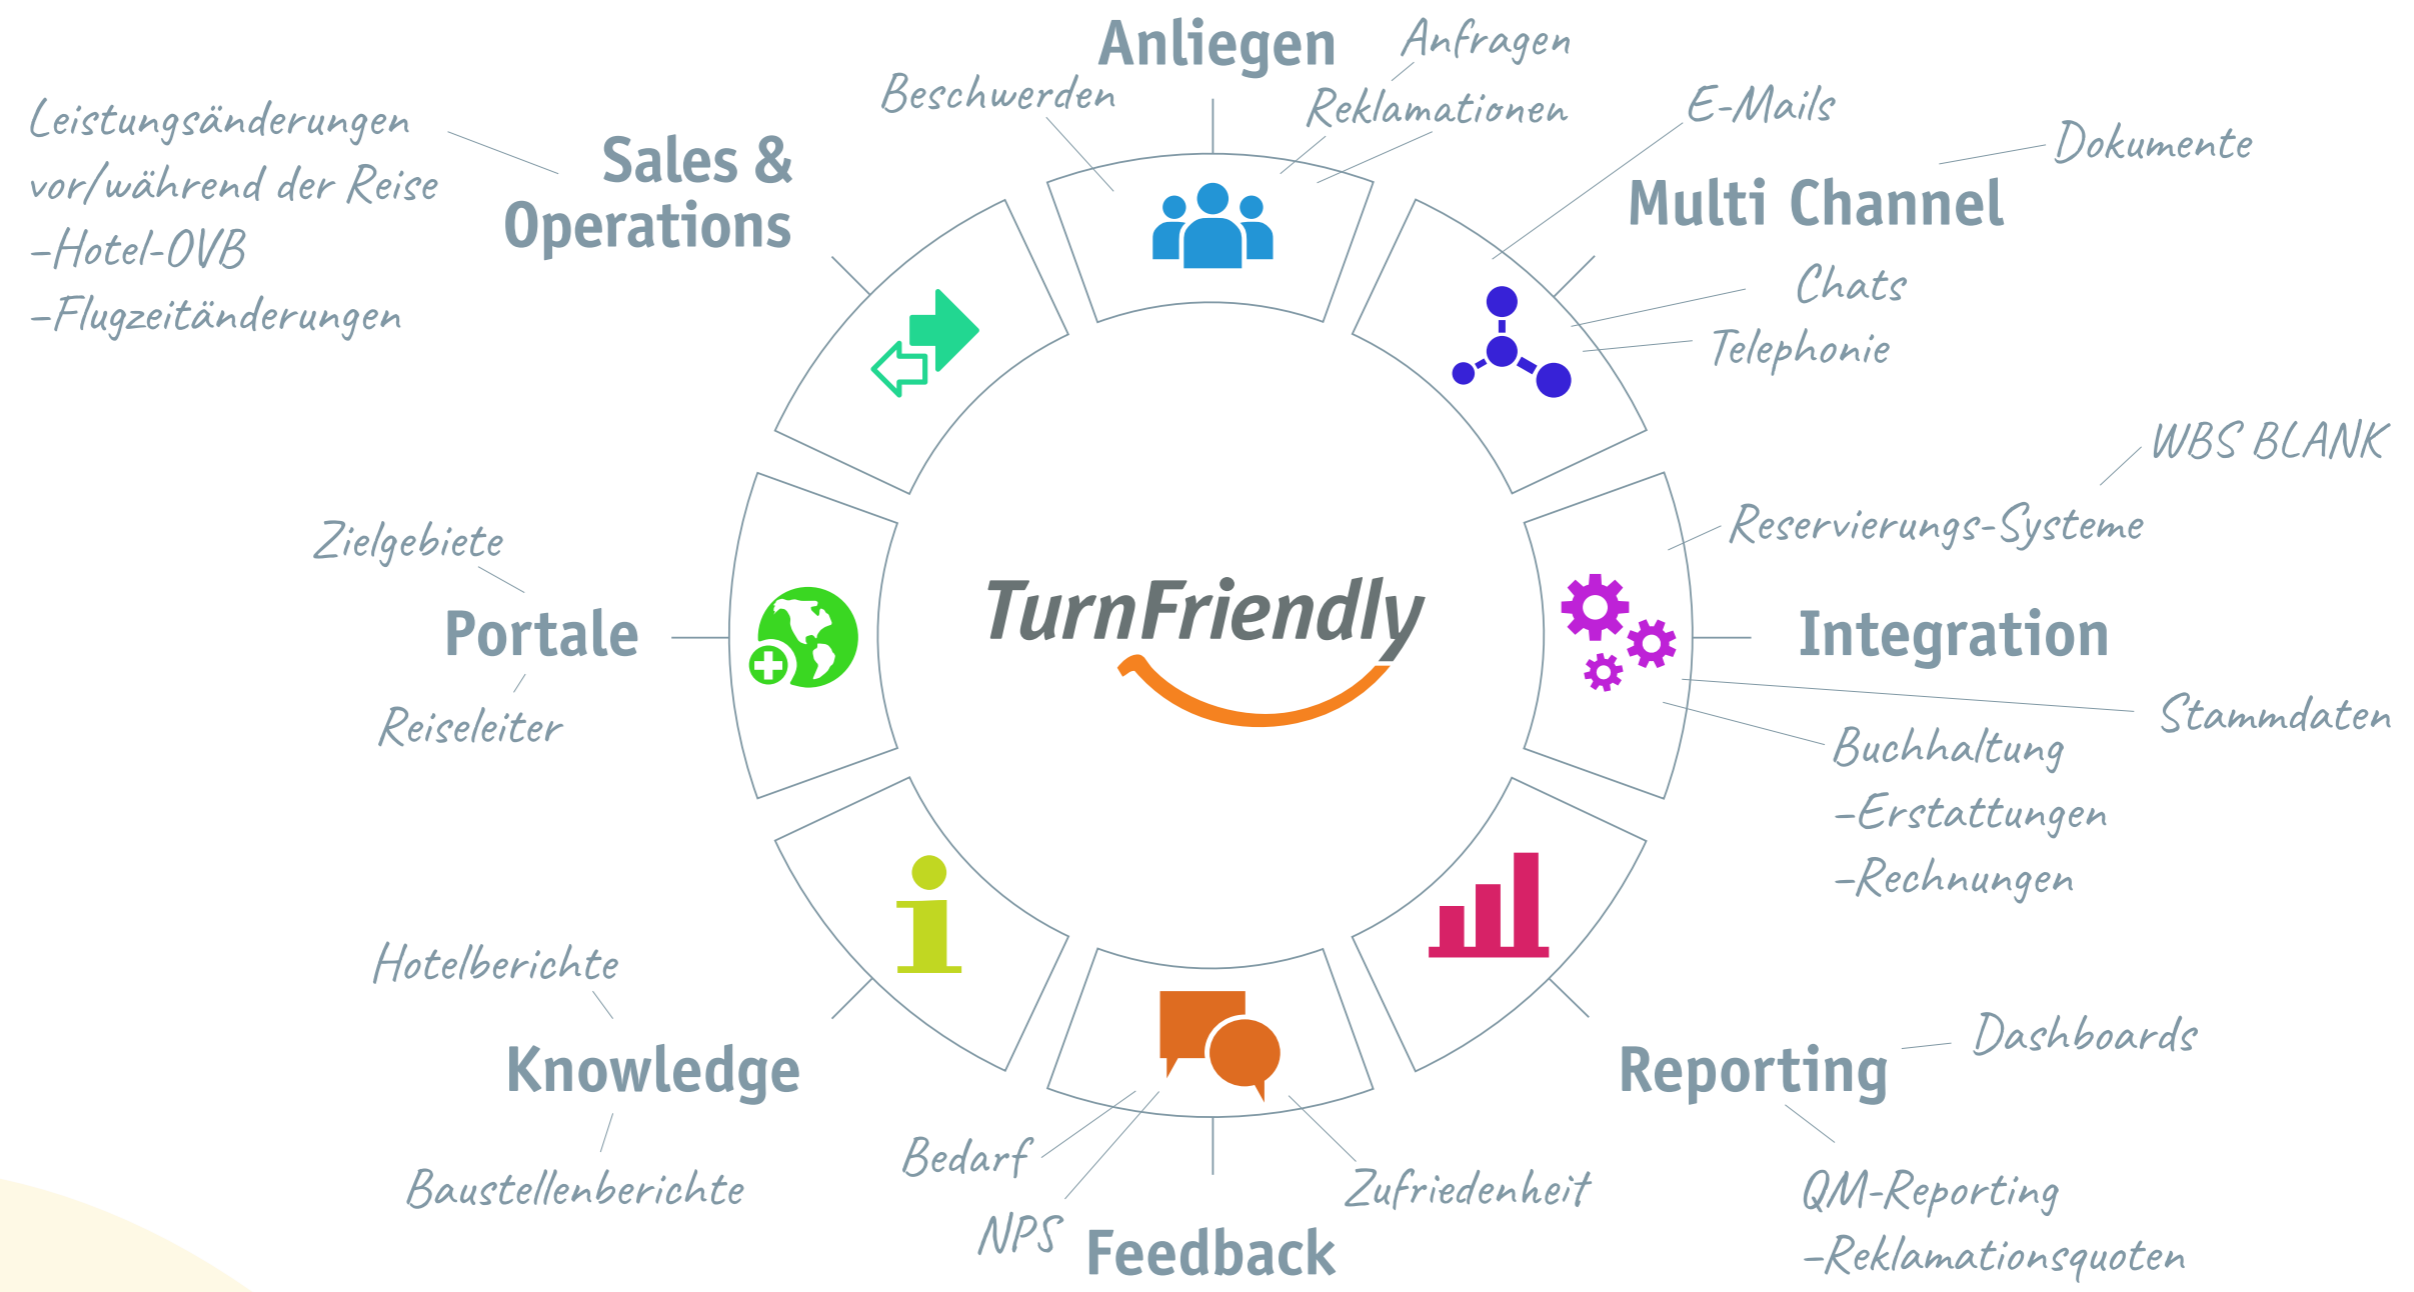 Anliegen
Anfragen
Beschwerden
Reklamationen
E-Mails
Dokumente
Multi Channel
Chats
Telephonie
Sales &
Operations
Leistungsänderungen
vor/während der Reise
–Hotel-OVB
–Flugzeitänderungen
WBS BLANK
Reservierungs-Systeme
Integration
Stammdaten
Buchhaltung
–Erstattungen
–Rechnungen
Zielgebiete
Portale
Reiseleiter
TurnFriendly
Hotelberichte
Knowledge
Baustellenberichte
Bedarf
NPS
Feedback
Zufriedenheit
Reporting
Dashboards
QM-Reporting
–Reklamationsquoten